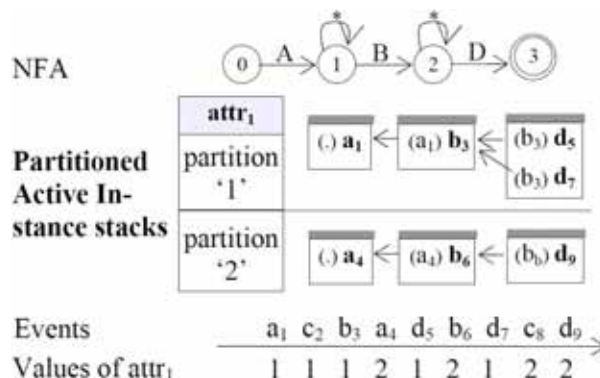 * *
NFA 0 A 1 B 2 D 3
attr₁
Partitioned Active In-stance stacks
partition '1'
(.) a₁ (a₁) b₃ (b₃) d₅
(b₃) d₇
partition '2'
(.) a₄ (a₄) b₆ (b_b) d₉
Events a₁ c₂ b₃ a₄ d₅ b₆ d₇ c₈ d₉
Values of attr₁ 1 1 1 2 1 2 1 2 2